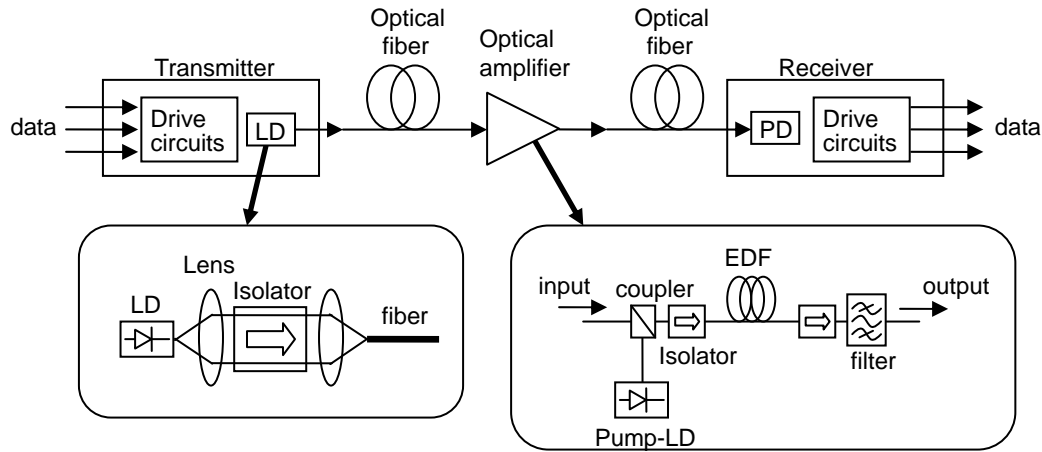 Optical
fiber
Optical
amplifier
Optical
fiber
Transmitter
Receiver
data
Drive
circuits
LD
PD
Drive
circuits
data
Lens
LD
Isolator
fiber
EDF
input
coupler
output
Isolator
filter
Pump-LD